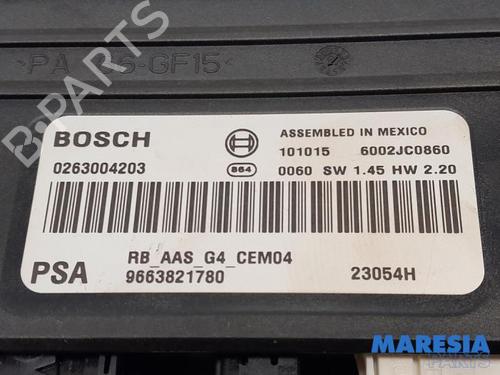 PA
-GF15
B-PARTS
BOSCH
ASSEMBLED IN MEXICO
101015 6002JC0860
0263004203
864
0060 SW 1.45 HW 2.20
RB_AAS_G4_CEM04
PSA
9663821780
23054H
MARESIA
PARTS